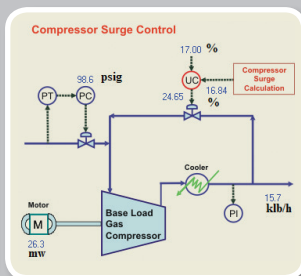 Compressor Surge Control
17.00 %
98.6 psig
PT
PC
UC
Compressor
Surge
Calculation
24.65
16.84
%
Cooler
Motor
M
26.3
mw
Base Load
Gas
Compressor
PI
15.7
klb/h